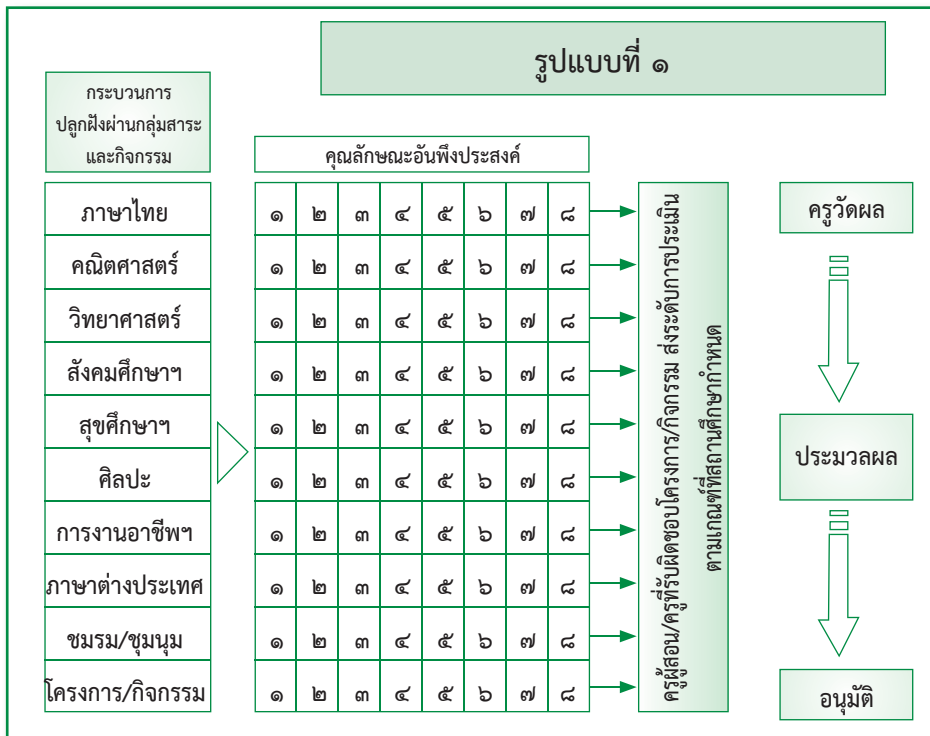 รูปแบบที่ ๑
กระบวนการ
ปลูกฝังผ่านกลุ่มสาระ
และกิจกรรม
คุณลักษณะอันพึงประสงค์
ภาษาไทย ๑ ๒ ๓ ๔ ๕ ๖ ๗ ๘
คณิตศาสตร์ ๑ ๒ ๓ ๔ ๕ ๖ ๗ ๘
วิทยาศาสตร์ ๑ ๒ ๓ ๔ ๕ ๖ ๗ ๘
สังคมศึกษาฯ ๑ ๒ ๓ ๔ ๕ ๖ ๗ ๘
สุขศึกษาฯ ๑ ๒ ๓ ๔ ๕ ๖ ๗ ๘
ศิลปะ ๑ ๒ ๓ ๔ ๕ ๖ ๗ ๘
การงานอาชีพฯ ๑ ๒ ๓ ๔ ๕ ๖ ๗ ๘
ภาษาต่างประเทศ ๑ ๒ ๓ ๔ ๕ ๖ ๗ ๘
ชมรม/ชุมนุม ๑ ๒ ๓ ๔ ๕ ๖ ๗ ๘
โครงการ/กิจกรรม ๑ ๒ ๓ ๔ ๕ ๖ ๗ ๘
ครูผู้สอน/ครูที่รับผิดชอบโครงการ/กิจกรรม ส่งระดับการประเมิน
ตามเกณฑ์ที่สถานศึกษากำหนด
ครูวัดผล
ประมวลผล
อนุมัติ